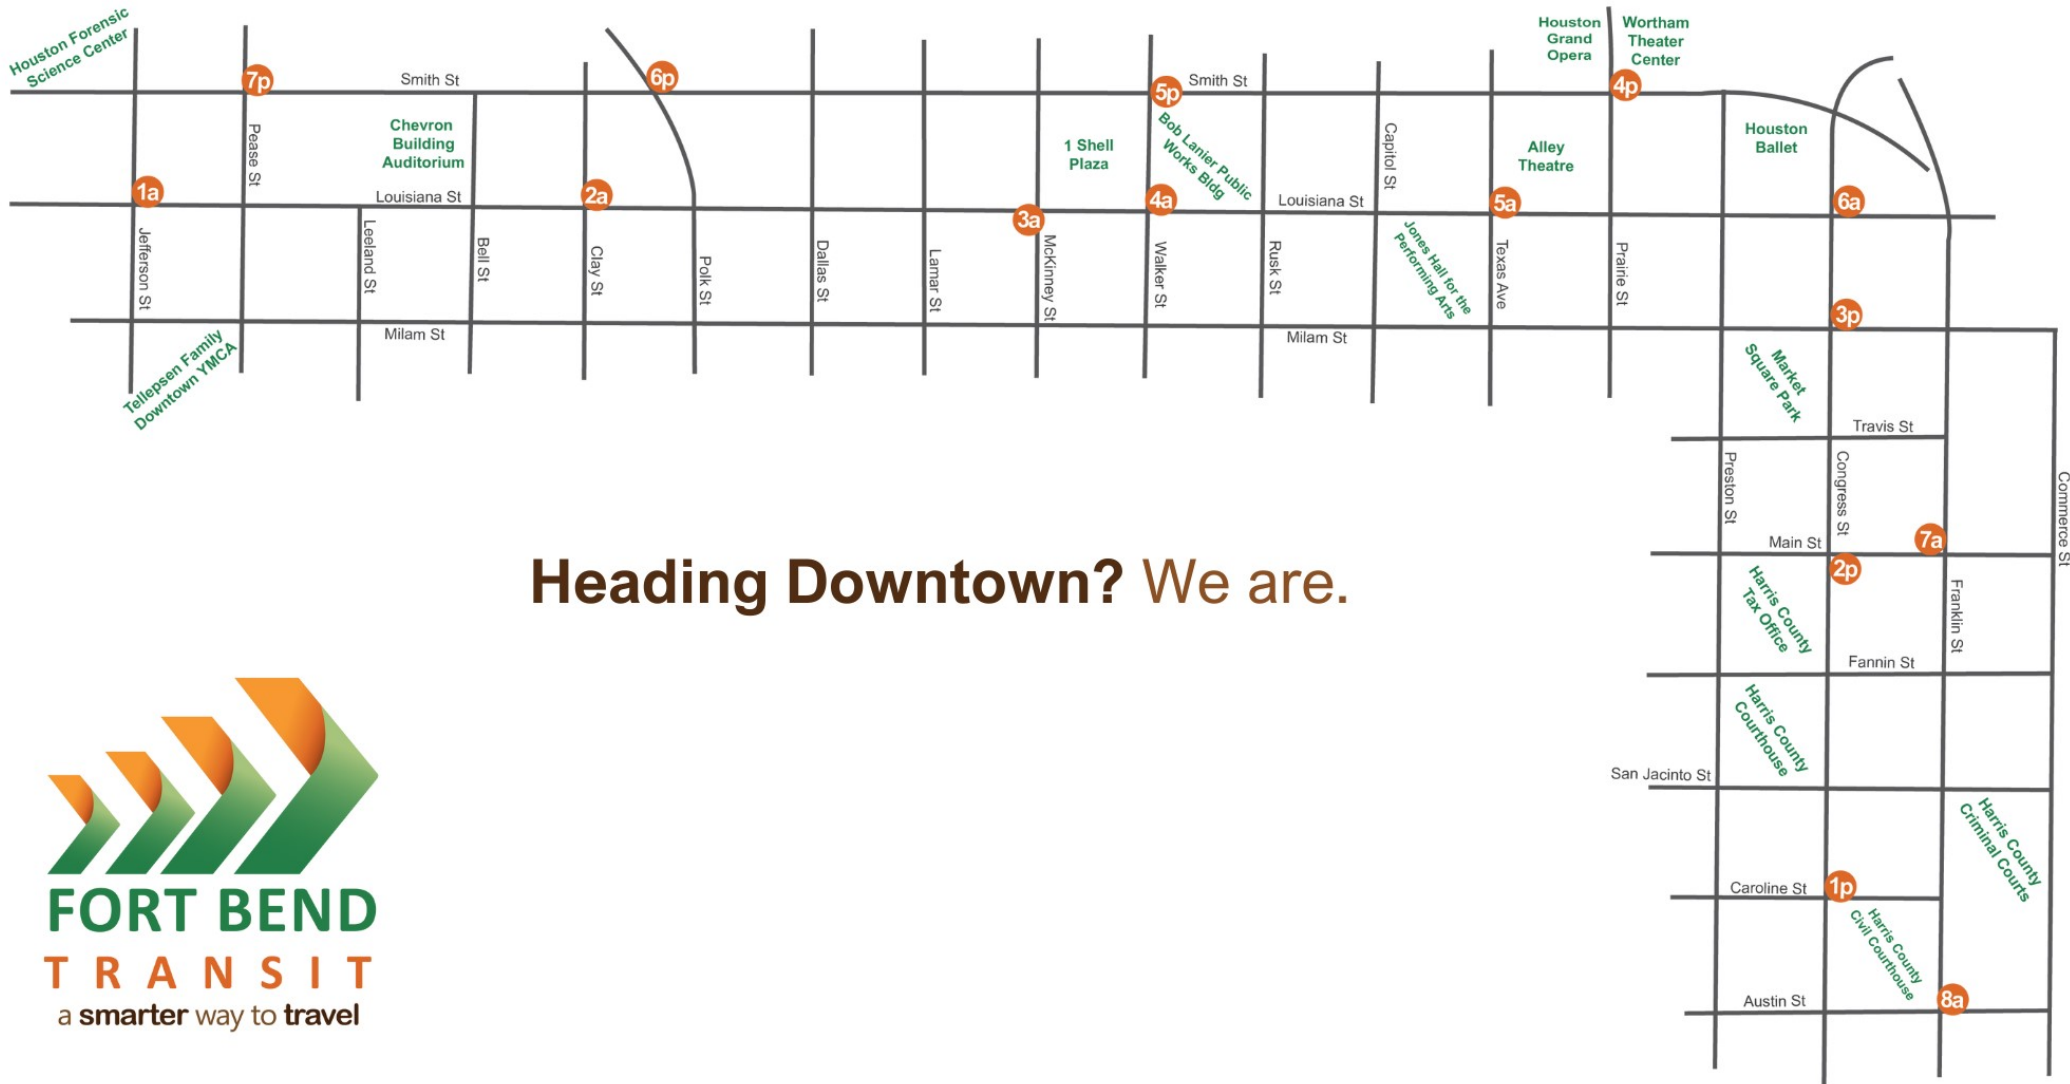 Houston Forensic
Science Center
Houston
Grand
Opera
Wortham
Theater
Center
7p
Smith St
6p
5p
Smith St
4p
Pease St
Chevron
Building
Auditorium
1 Shell
Plaza
Bob Lanier Public
Works Bldg
Capitol St
Alley
Theatre
Houston
Ballet
1a
Louisiana St
2a
3a
4a
Louisiana St
5a
6a
Jefferson St
Leeland St
Bell St
Clay St
Polk St
Dallas St
Lamar St
McKinney St
Walker St
Rusk St
Jones Hall for the
Performing Arts
Texas Ave
Prairie St
3p
Milam St
Milam St
Tellepsen Family
Downtown YMCA
Market
Square Park
Travis St
Preston St
Congress St
Commerce St
Main St
7a
2p
Heading Downtown? We are.
Harris County
Tax Office
Franklin St
Fannin St
Harris County
Courthouse
San Jacinto St
Harris County
Criminal Courts
Caroline St
1p
Harris County
Civil Courthouse
Austin St
8a
FORT BEND
TRANSIT
a smarter way to travel